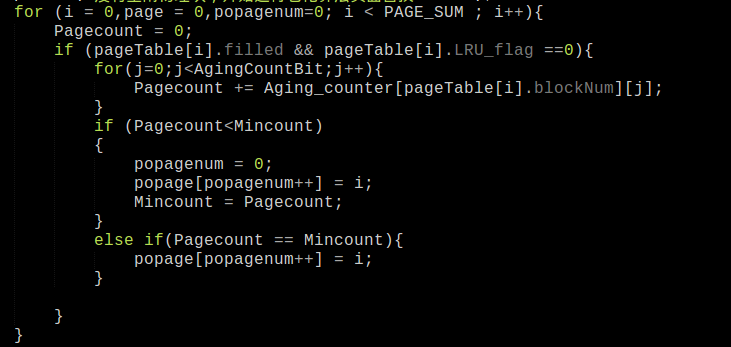 for (i = 0,page = 0,popagenum=0; i < PAGE_SUM ; i++){
Pagecount = 0;
if (pageTable[i].filled && pageTable[i].LRU_flag ==0){
for(j=0;j<AgingCountBit;j++){
Pagecount += Aging_counter[pageTable[i].blockNum][j];
}
if (Pagecount<Mincount)
{
popagenum = 0;
popage[popagenum++] = i;
Mincount = Pagecount;
}
else if(Pagecount == Mincount){
popage[popagenum++] = i;
}
}
}